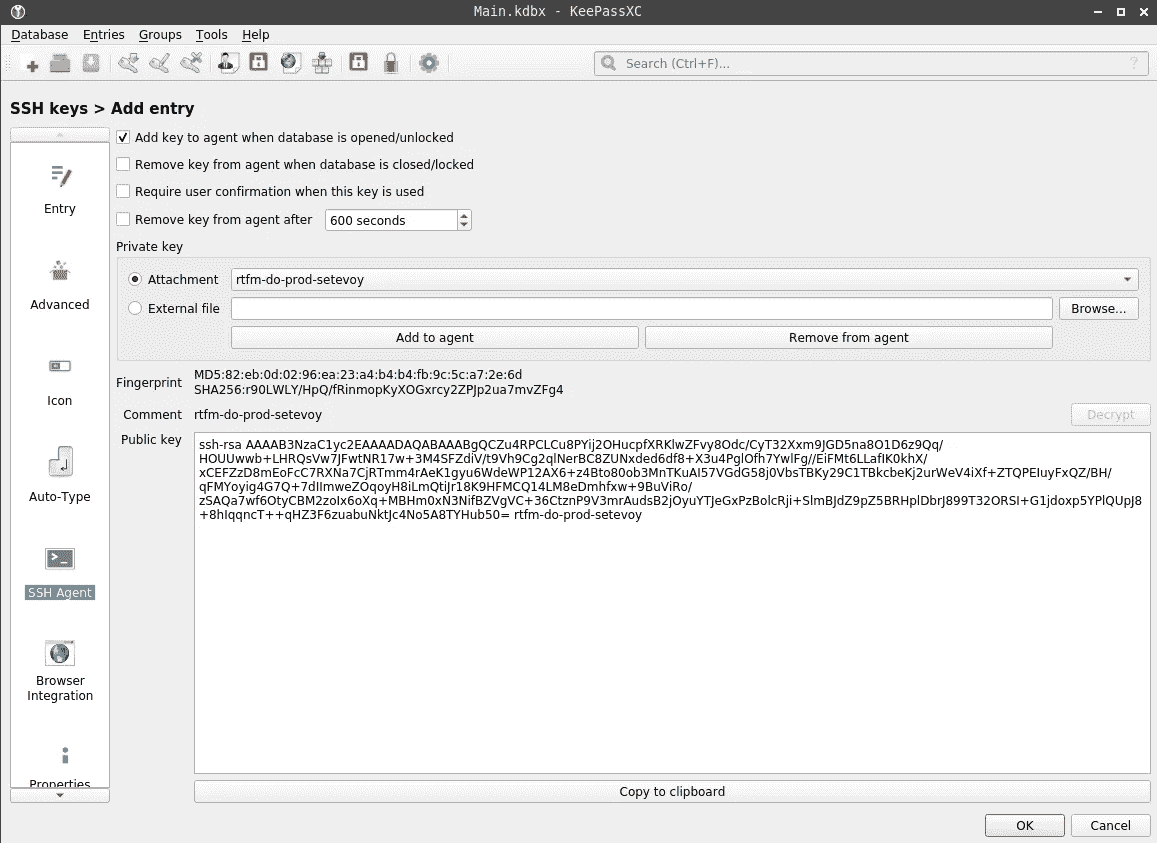 Main.kdbx - KeePassXC
Database Entries Groups Tools Help
Search (Ctrl+F)... ?
SSH keys > Add entry
Add key to agent when database is opened/unlocked
Remove key from agent when database is closed/locked
Require user confirmation when this key is used
Remove key from agent after 600 seconds
Entry
Advanced
Icon
Auto-Type
SSH Agent
Browser
Integration
Properties
Private key
Attachment rtfm-do-prod-setevoy
External file Browse...
Add to agent Remove from agent
Fingerprint MD5:82:eb:0d:02:96:ea:23:a4:b4:b4:fb:9c:5c:a7:2e:6d
SHA256:r90LWLY/HpQ/fRinmopKyXOGxrcy2ZPJp2ua7mvZFg4
Comment rtfm-do-prod-setevoy Decrypt
Public key ssh-rsa AAAAB3NzaC1yc2EAAAADAQABAAABgQCZu4RPCLCu8PYij2OHucpfXRKlwZFvy8Odc/CyT32Xxm9JGD5na8O1D6z9Qq/
HOUUwwb+LHRQsVw7JFwtNR17w+3M4SFZdiV/t9Vh9Cg2qlNerBC8ZUNxded6df8+X3u4PglOfh7YwlFg//EiFMt6LLafIK0khX/
xCEFZzD8mEoFcC7RXNa7CjRTmm4rAeK1gyu6WdeWP12AX6+z4Bto80ob3MnTKuAI57VGdG58j0VbsTBKy29C1TBkcbeKj2urWeV4iXf+ZTQPEIuyFxQZ/BH/
qFMYoyig4G7Q+7dIImweZOqoyH8iLmQtiJr18K9HFMCQ14LM8eDmhfxw+9BuViRo/
zSAQa7wf6OtyCBM2zoIx6oXq+MBHm0xN3NifBZVgVC+36CtznP9V3mrAudsB2jOyuYTJeGxPzBolcRji+SlmBJdZ9pZ5BRHplDbrJ899T32ORSI+G1jdoxp5YPlQUpJ8
+8hIqqncT++qHZ3F6zuabuNktJc4No5A8TYHub50= rtfm-do-prod-setevoy
Copy to clipboard
OK Cancel